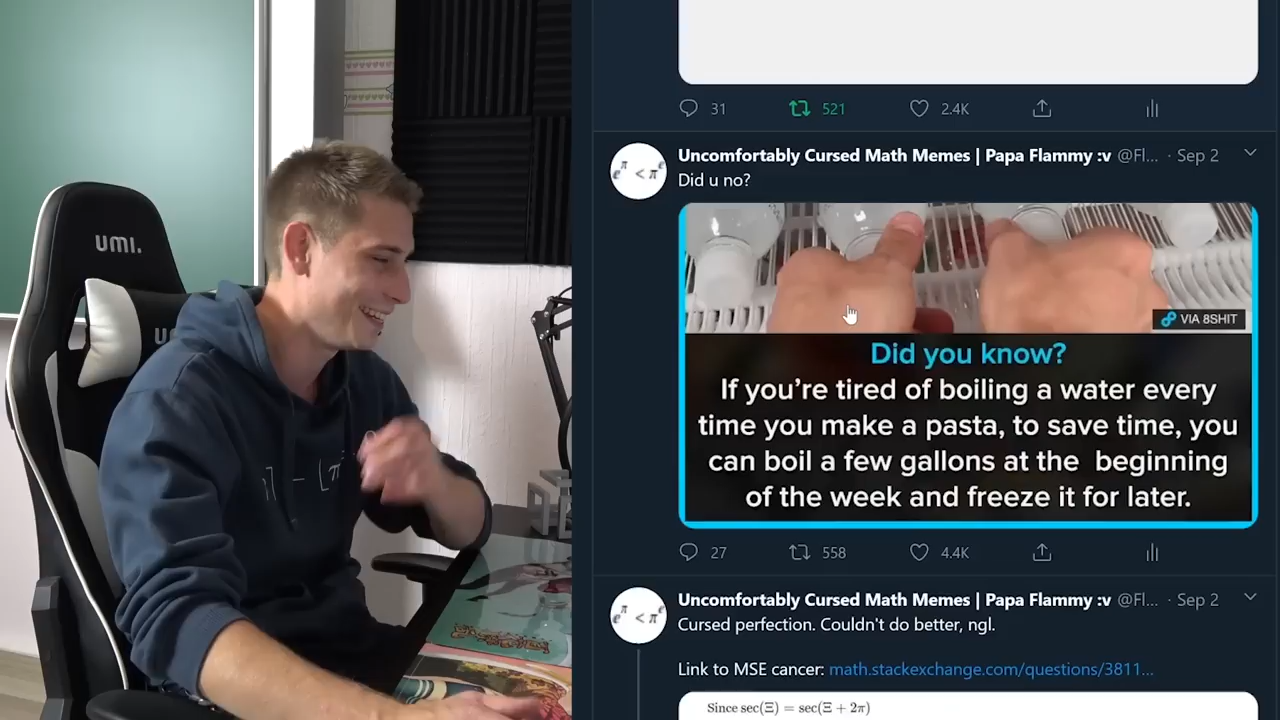 31
521
2.4K
Uncomfortably Cursed Math Memes | Papa Flammy :v @Fl... · Sep 2
Did u no?
VIA 8SHIT
Did you know?
If you're tired of boiling a water every
time you make a pasta, to save time, you
can boil a few gallons at the beginning
of the week and freeze it for later.
27
558
4.4K
Uncomfortably Cursed Math Memes | Papa Flammy :v @Fl... · Sep 2
Cursed perfection. Couldn't do better, ngl.
Link to MSE cancer: math.stackexchange.com/questions/3811...
Since sec(Ξ) = sec(Ξ + 2π)
UMI.
e^π < π^e
e^π < π^e